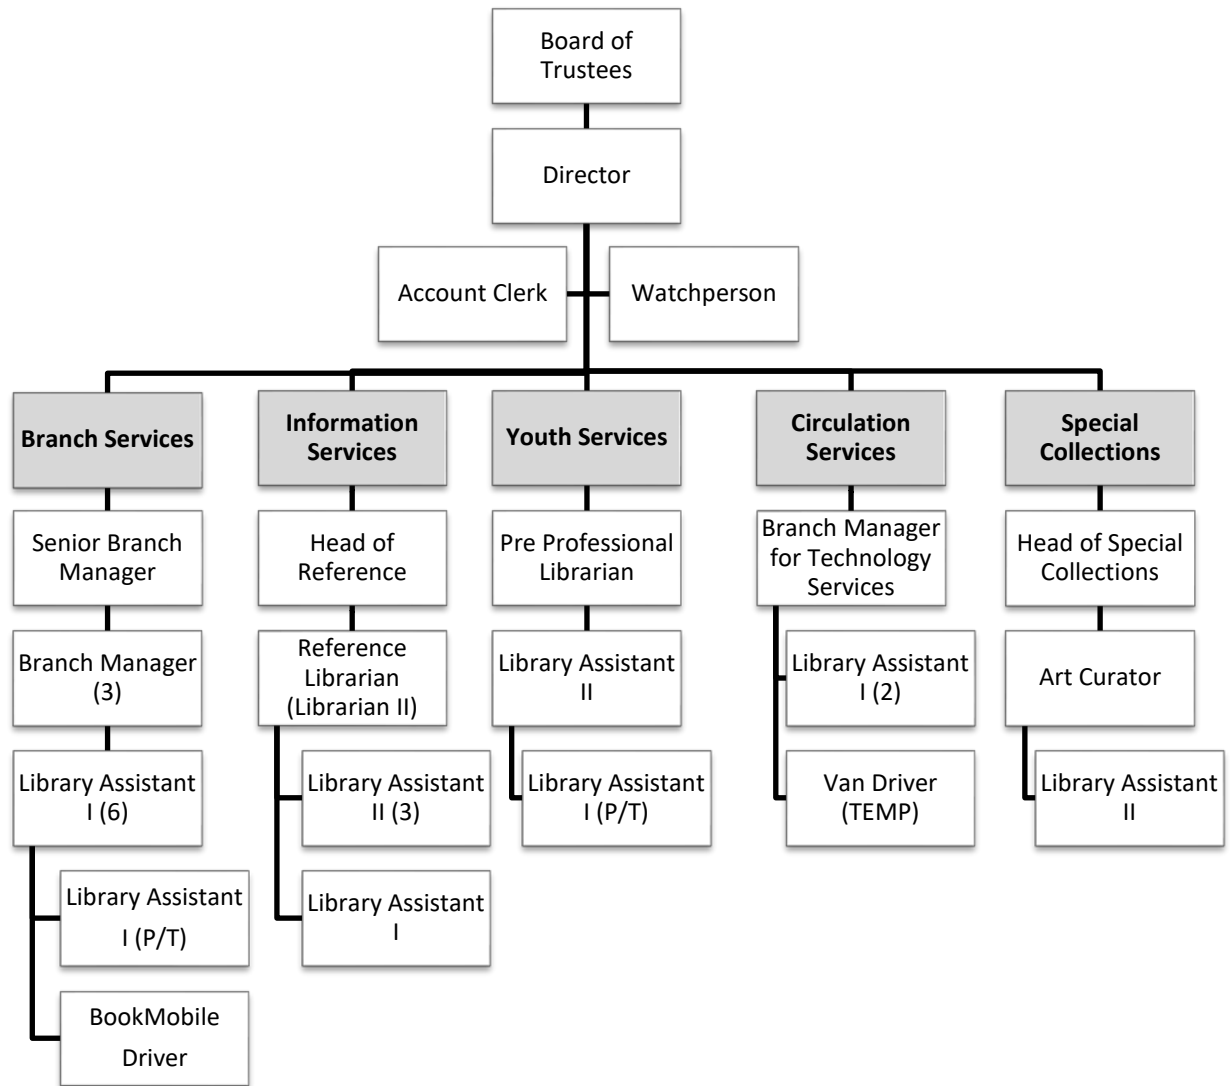 Board of
Trustees
Director
Account Clerk
Watchperson
Branch Services
Information
Services
Youth Services
Circulation
Services
Special
Collections
Senior Branch
Manager
Head of
Reference
Pre Professional
Librarian
Branch Manager
for Technology
Services
Head of Special
Collections
Branch Manager
(3)
Reference
Librarian
(Librarian II)
Library Assistant
II
Library Assistant
I (2)
Art Curator
Library Assistant
I (6)
Library Assistant
II (3)
Library Assistant
I (P/T)
Van Driver
(TEMP)
Library Assistant
II
Library Assistant
I (P/T)
Library Assistant
I
BookMobile
Driver